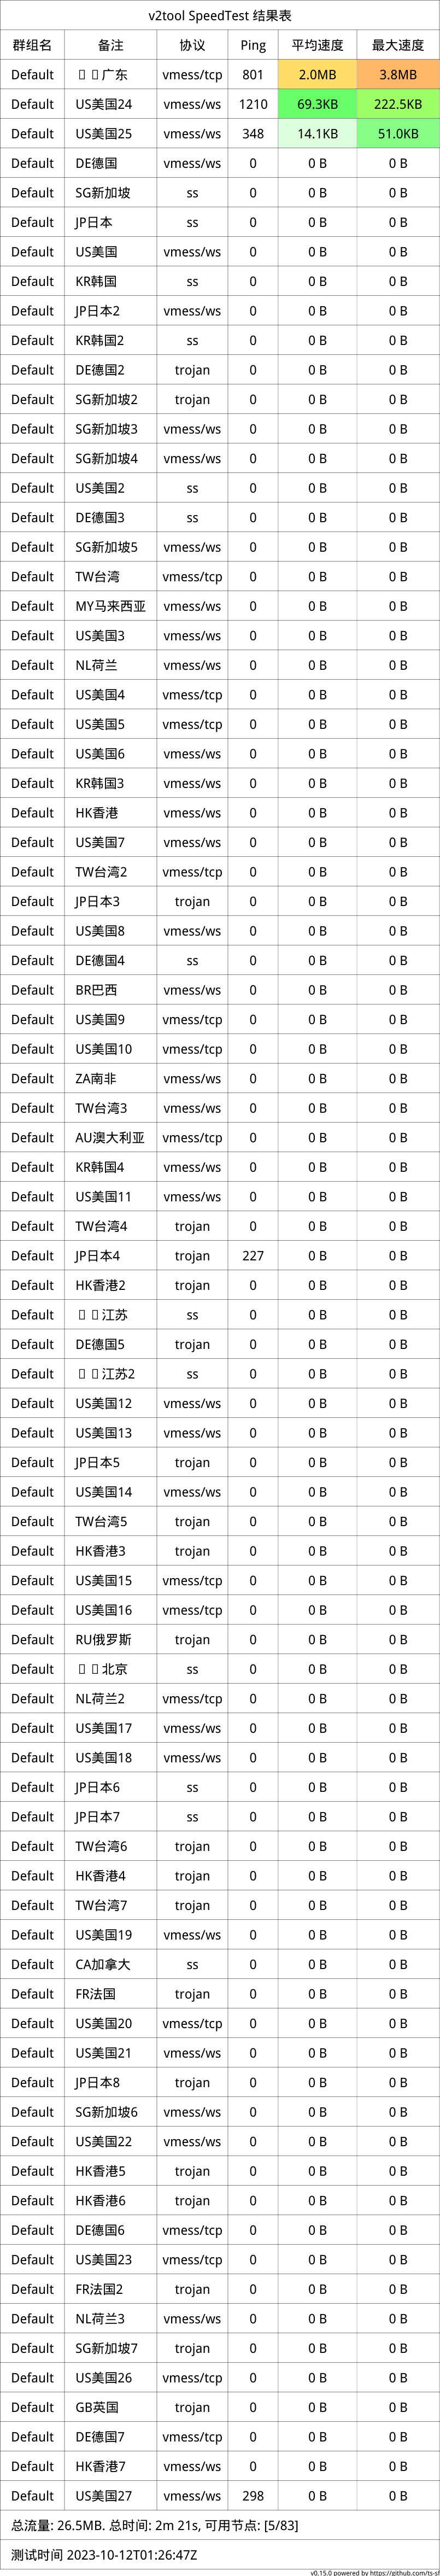 v2tool SpeedTest 结果表
群组名 备注 协议 Ping 平均速度 最大速度
Default 广东 vmess/tcp 801 2.0MB 3.8MB
Default US美国24 vmess/ws 1210 69.3KB 222.5KB
Default US美国25 vmess/ws 348 14.1KB 51.0KB
Default DE德国 vmess/ws 0 0 B 0 B
Default SG新加坡 ss 0 0 B 0 B
Default JP日本 ss 0 0 B 0 B
Default US美国 vmess/ws 0 0 B 0 B
Default KR韩国 ss 0 0 B 0 B
Default JP日本2 vmess/ws 0 0 B 0 B
Default KR韩国2 ss 0 0 B 0 B
Default DE德国2 trojan 0 0 B 0 B
Default SG新加坡2 trojan 0 0 B 0 B
Default SG新加坡3 vmess/ws 0 0 B 0 B
Default SG新加坡4 vmess/ws 0 0 B 0 B
Default US美国2 ss 0 0 B 0 B
Default DE德国3 ss 0 0 B 0 B
Default SG新加坡5 vmess/ws 0 0 B 0 B
Default TW台湾 vmess/tcp 0 0 B 0 B
Default MY马来西亚 vmess/ws 0 0 B 0 B
Default US美国3 vmess/ws 0 0 B 0 B
Default NL荷兰 vmess/ws 0 0 B 0 B
Default US美国4 vmess/tcp 0 0 B 0 B
Default US美国5 vmess/tcp 0 0 B 0 B
Default US美国6 vmess/ws 0 0 B 0 B
Default KR韩国3 vmess/ws 0 0 B 0 B
Default HK香港 vmess/ws 0 0 B 0 B
Default US美国7 vmess/ws 0 0 B 0 B
Default TW台湾2 vmess/tcp 0 0 B 0 B
Default JP日本3 trojan 0 0 B 0 B
Default US美国8 vmess/ws 0 0 B 0 B
Default DE德国4 ss 0 0 B 0 B
Default BR巴西 vmess/ws 0 0 B 0 B
Default US美国9 vmess/tcp 0 0 B 0 B
Default US美国10 vmess/tcp 0 0 B 0 B
Default ZA南非 vmess/ws 0 0 B 0 B
Default TW台湾3 vmess/ws 0 0 B 0 B
Default AU澳大利亚 vmess/tcp 0 0 B 0 B
Default KR韩国4 vmess/ws 0 0 B 0 B
Default US美国11 vmess/ws 0 0 B 0 B
Default TW台湾4 trojan 0 0 B 0 B
Default JP日本4 trojan 227 0 B 0 B
Default HK香港2 trojan 0 0 B 0 B
Default 江苏 ss 0 0 B 0 B
Default DE德国5 trojan 0 0 B 0 B
Default 江苏2 ss 0 0 B 0 B
Default US美国12 vmess/ws 0 0 B 0 B
Default US美国13 vmess/ws 0 0 B 0 B
Default JP日本5 trojan 0 0 B 0 B
Default US美国14 vmess/ws 0 0 B 0 B
Default TW台湾5 trojan 0 0 B 0 B
Default HK香港3 trojan 0 0 B 0 B
Default US美国15 vmess/tcp 0 0 B 0 B
Default US美国16 vmess/tcp 0 0 B 0 B
Default RU俄罗斯 trojan 0 0 B 0 B
Default 北京 ss 0 0 B 0 B
Default NL荷兰2 vmess/tcp 0 0 B 0 B
Default US美国17 vmess/ws 0 0 B 0 B
Default US美国18 vmess/ws 0 0 B 0 B
Default JP日本6 ss 0 0 B 0 B
Default JP日本7 ss 0 0 B 0 B
Default TW台湾6 trojan 0 0 B 0 B
Default HK香港4 trojan 0 0 B 0 B
Default TW台湾7 trojan 0 0 B 0 B
Default US美国19 vmess/ws 0 0 B 0 B
Default CA加拿大 ss 0 0 B 0 B
Default FR法国 trojan 0 0 B 0 B
Default US美国20 vmess/tcp 0 0 B 0 B
Default US美国21 vmess/ws 0 0 B 0 B
Default JP日本8 trojan 0 0 B 0 B
Default SG新加坡6 vmess/ws 0 0 B 0 B
Default US美国22 vmess/ws 0 0 B 0 B
Default HK香港5 trojan 0 0 B 0 B
Default HK香港6 trojan 0 0 B 0 B
Default DE德国6 vmess/tcp 0 0 B 0 B
Default US美国23 vmess/tcp 0 0 B 0 B
Default FR法国2 trojan 0 0 B 0 B
Default NL荷兰3 vmess/ws 0 0 B 0 B
Default SG新加坡7 trojan 0 0 B 0 B
Default US美国26 vmess/tcp 0 0 B 0 B
Default GB英国 trojan 0 0 B 0 B
Default DE德国7 vmess/tcp 0 0 B 0 B
Default HK香港7 vmess/ws 0 0 B 0 B
Default US美国27 vmess/ws 298 0 B 0 B
总流量: 26.5MB. 总时间: 2m 21s, 可用节点: [5/83]
测试时间 2023-10-12T01:26:47Z
v0.15.0 powered by https://github.com/ts-sf